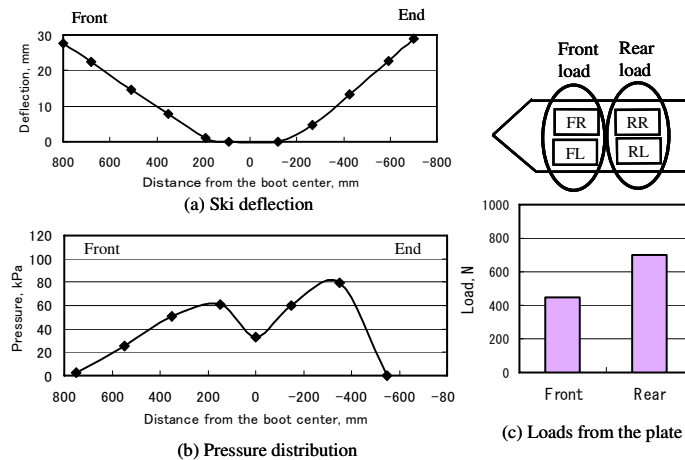 Front
End
30
20
10
0
Deflection, mm
800 600 400 200 0 -200 -400 -600 -800
Distance from the boot center, mm
(a) Ski deflection
Front load
Rear load
FR RR
FL RL
120
100
80
60
40
20
0
Pressure, kPa
Front
End
800 600 400 200 0 -200 -400 -600 -80
Distance from the boot center, mm
(b) Pressure distribution
1000
800
600
400
200
0
Load, N
Front Rear
(c) Loads from the plate